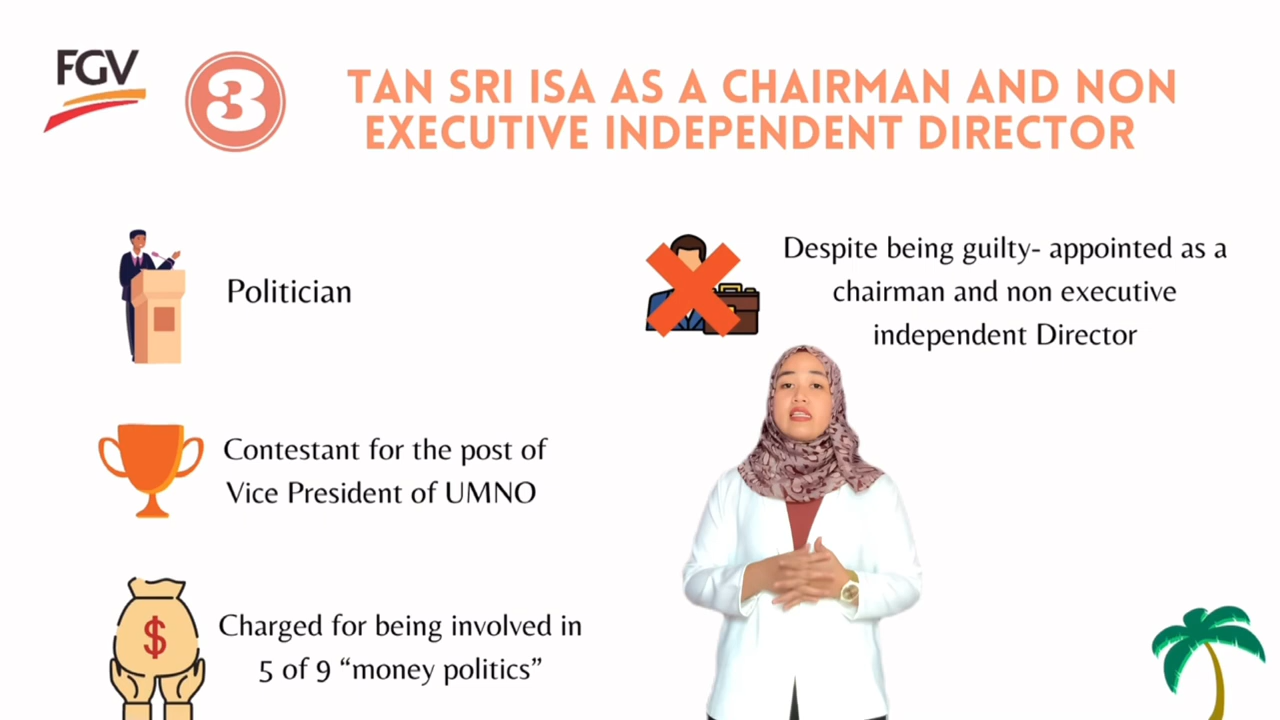 FGV
3
TAN SRI ISA AS A CHAIRMAN AND NON
EXECUTIVE INDEPENDENT DIRECTOR
Politician
Contestant for the post of
Vice President of UMNO
$
Charged for being involved in
5 of 9 “money politics”
Despite being guilty- appointed as a
chairman and non executive
independent Director